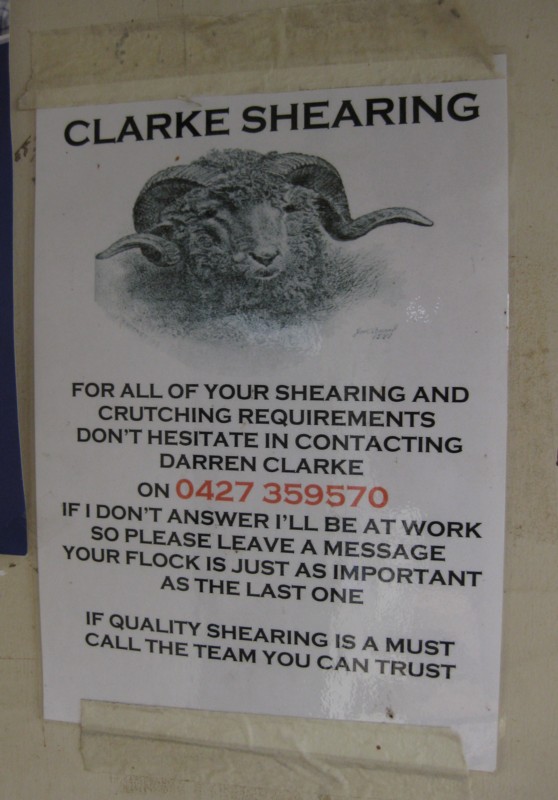 CLARKE SHEARING
FOR ALL OF YOUR SHEARING AND
CRUTCHING REQUIREMENTS
DON'T HESITATE IN CONTACTING
DARREN CLARKE
ON 0427 359570
IF I DON'T ANSWER I'LL BE AT WORK
SO PLEASE LEAVE A MESSAGE
YOUR FLOCK IS JUST AS IMPORTANT
AS THE LAST ONE
IF QUALITY SHEARING IS A MUST
CALL THE TEAM YOU CAN TRUST